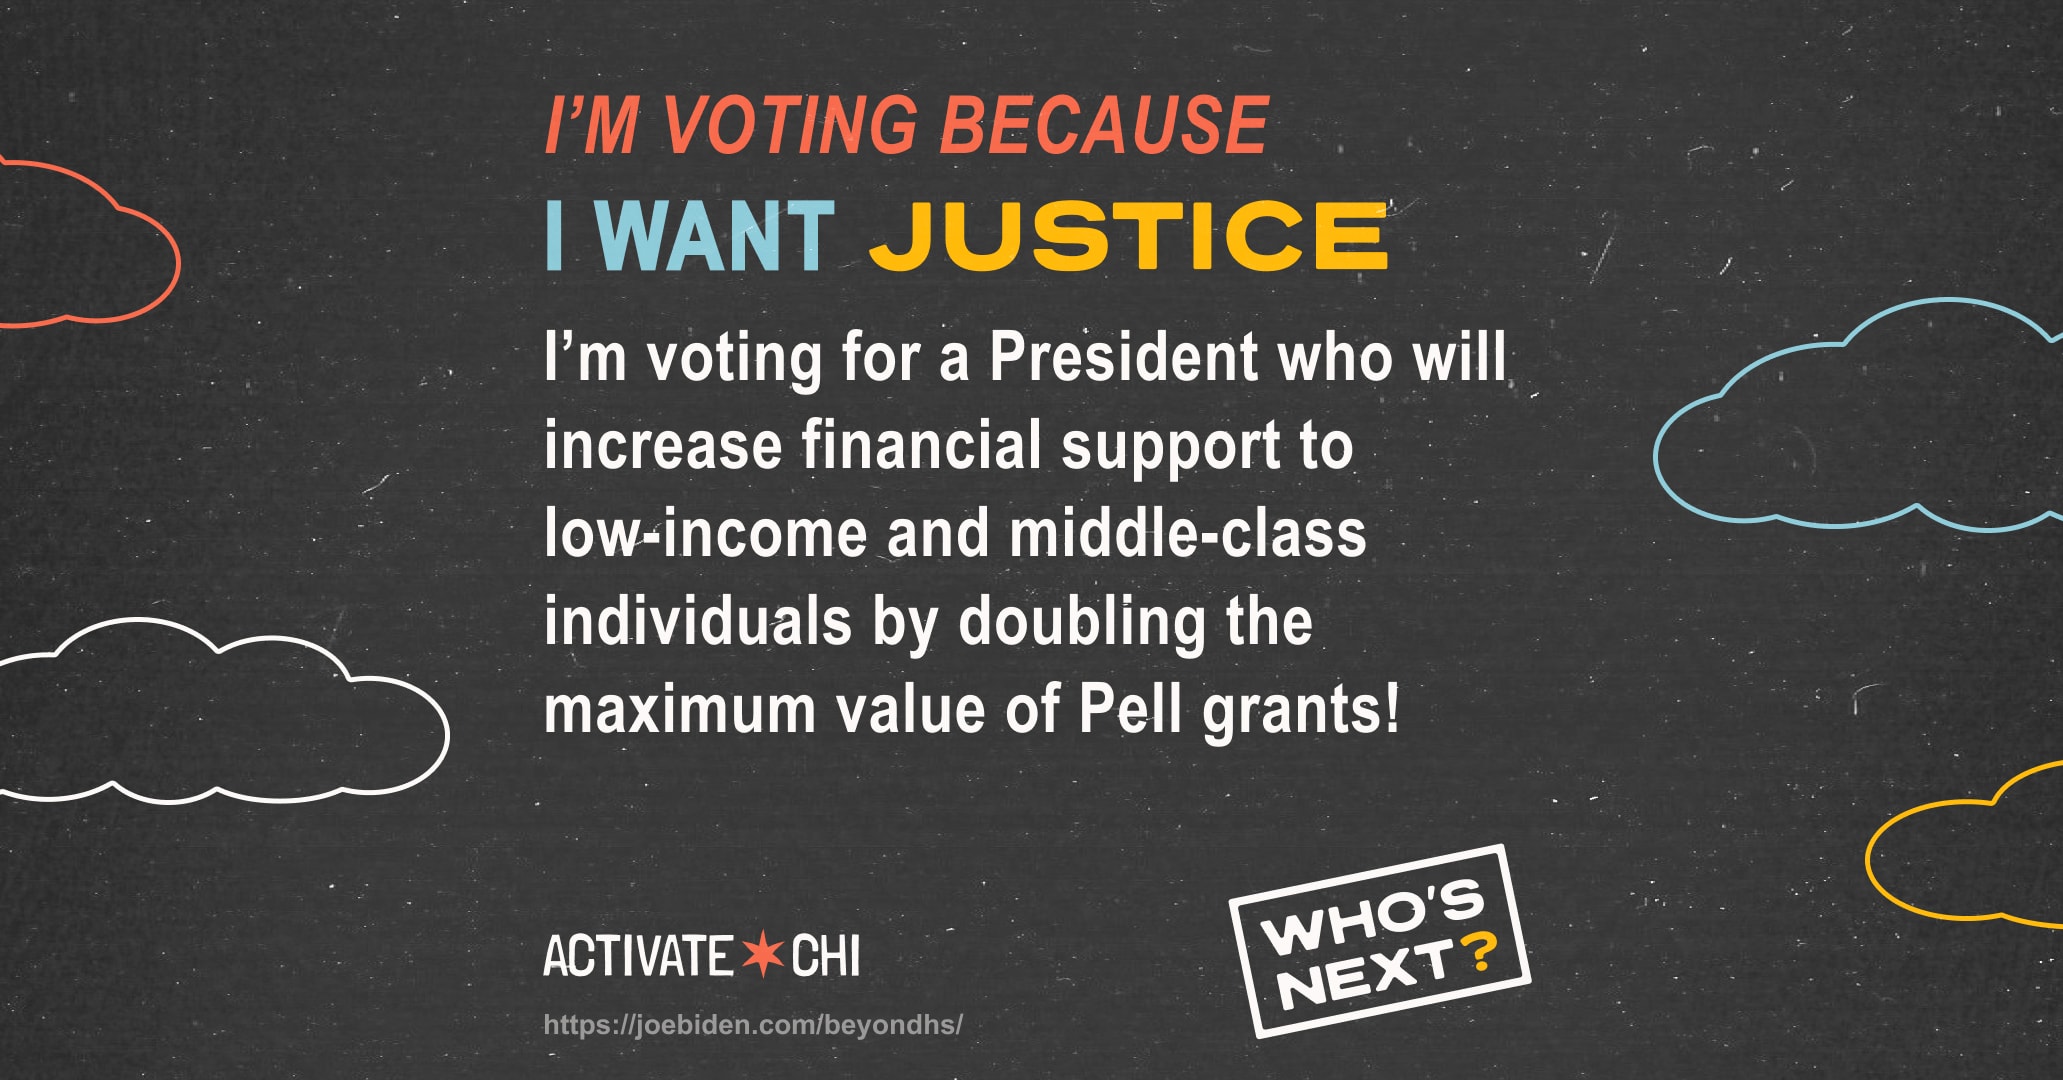 I’M VOTING BECAUSE
I WANT JUSTICE
I’m voting for a President who will
increase financial support to
low-income and middle-class
individuals by doubling the
maximum value of Pell grants!
ACTIVATE CHI
https://joebiden.com/beyondhs/
WHO'S
NEXT?